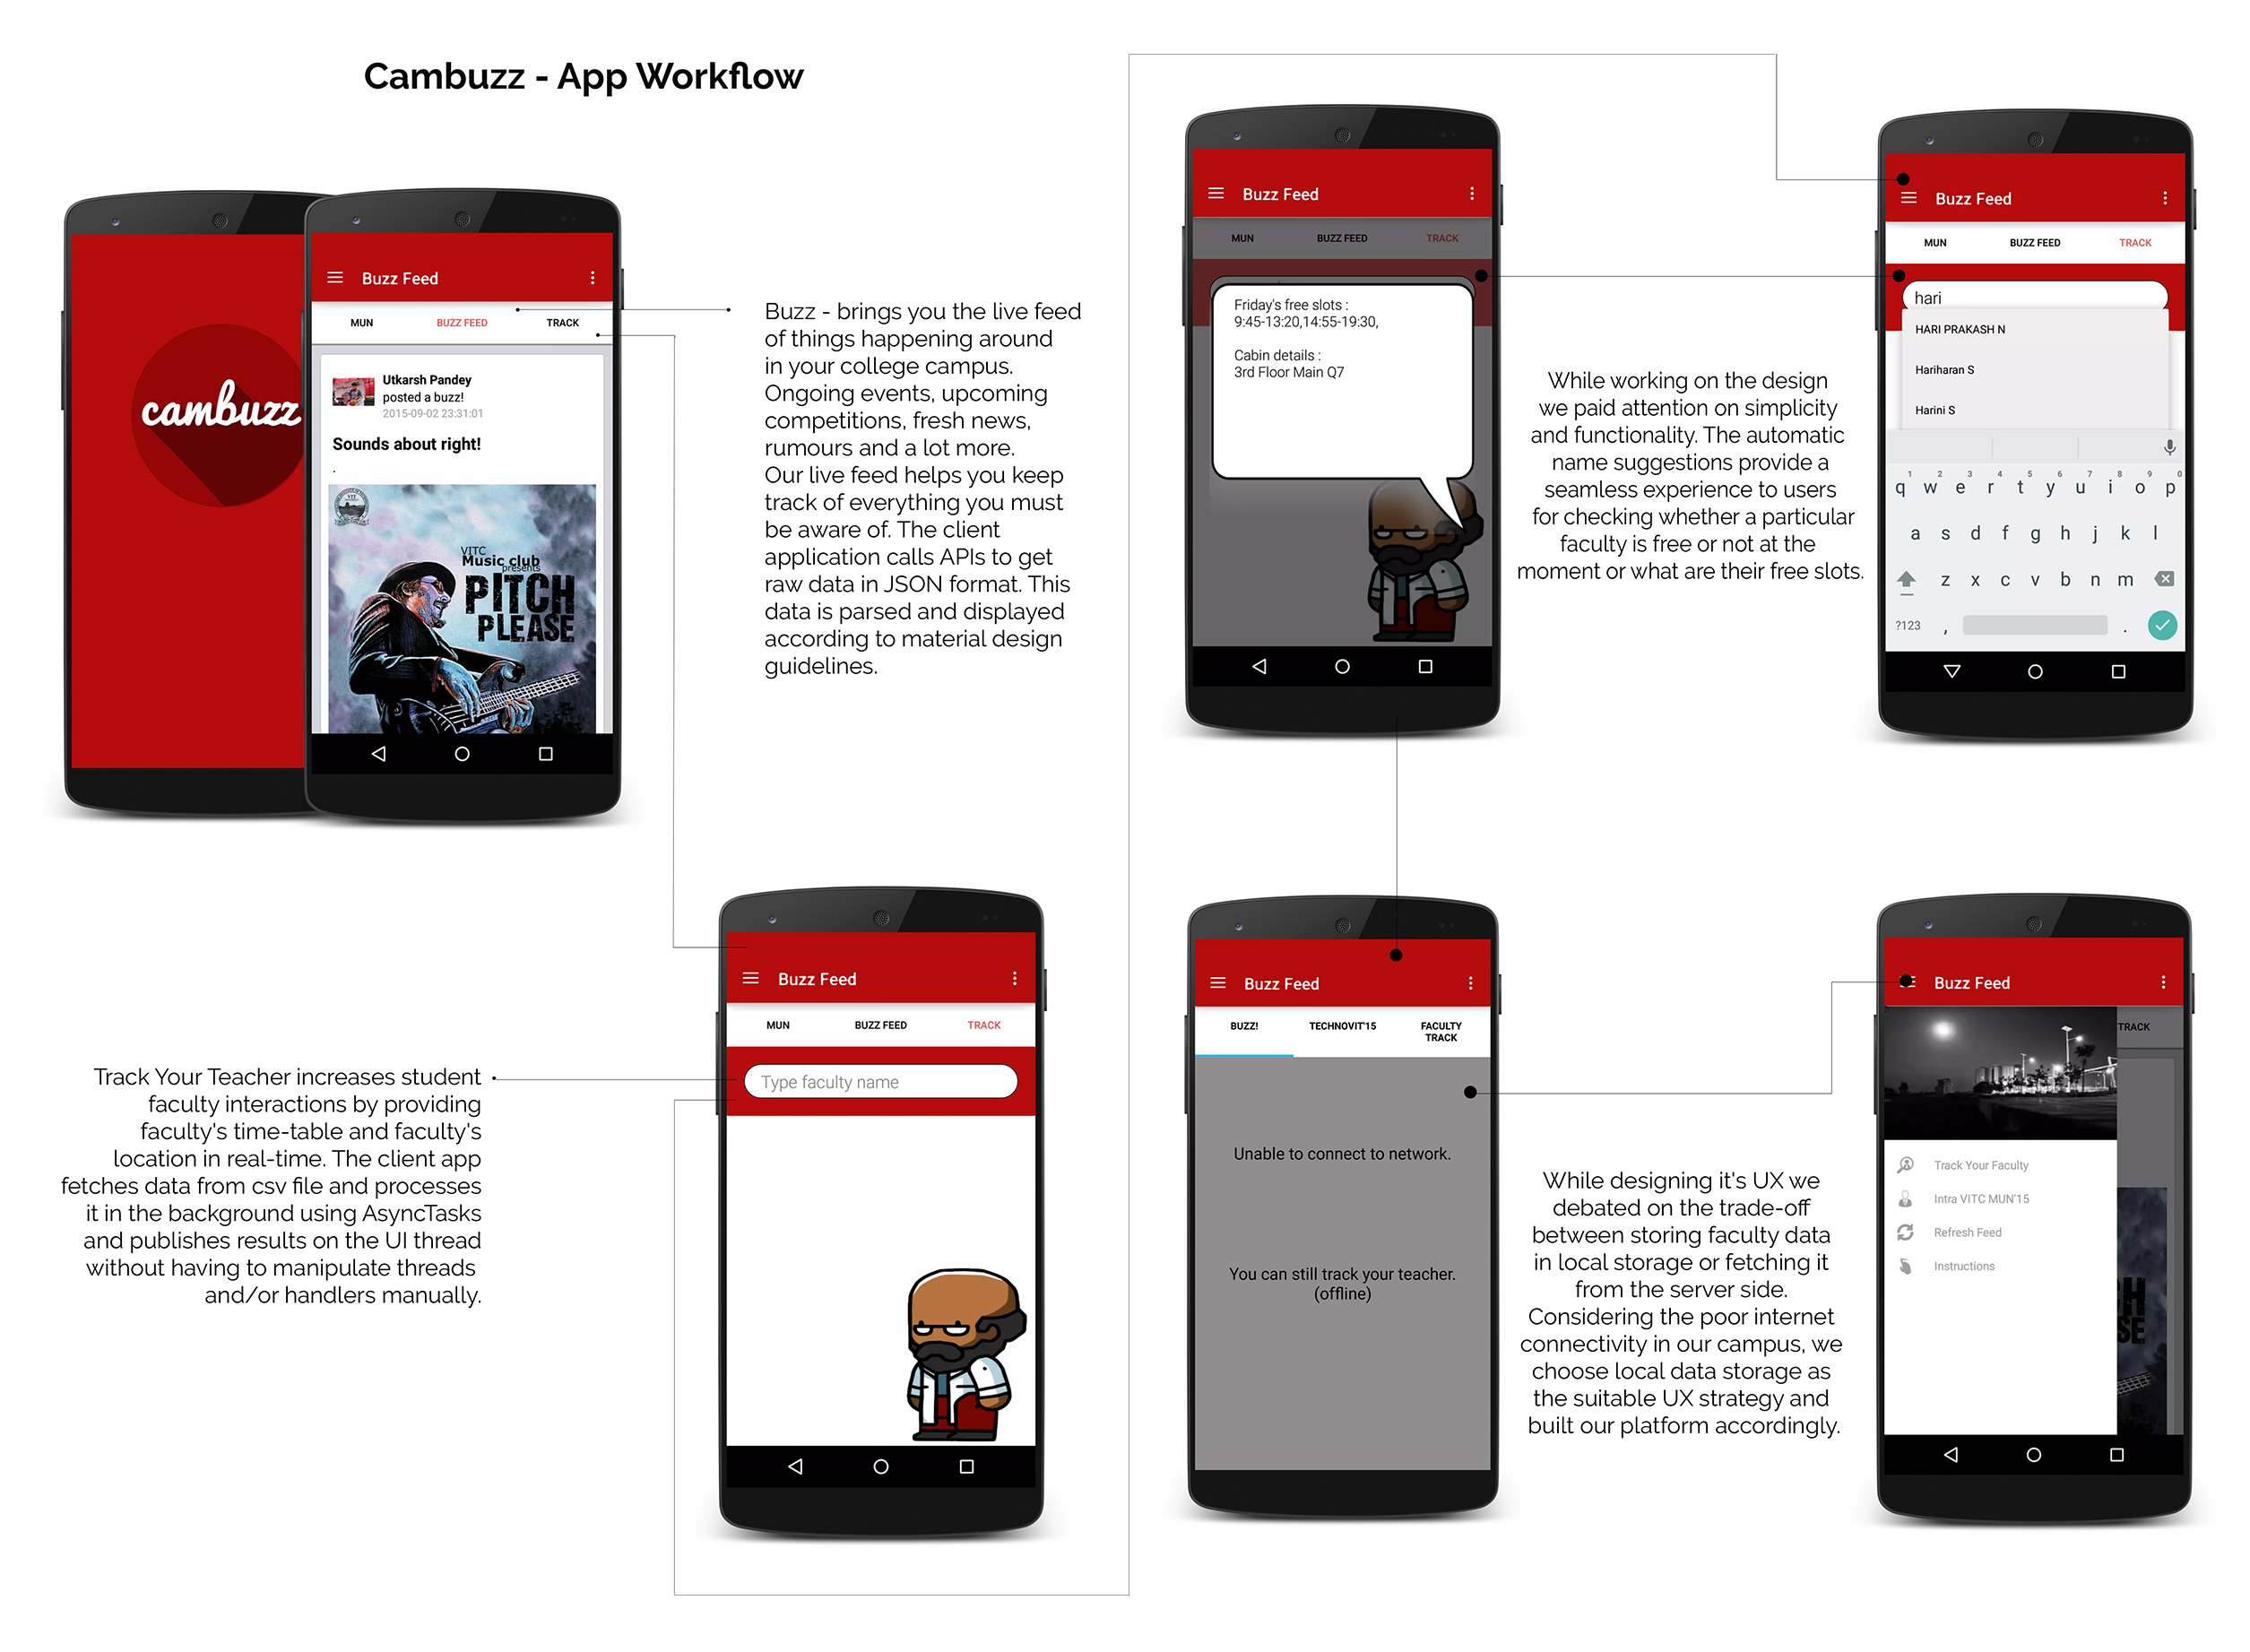 Cambuzz - App Workflow
cambuzz
Buzz Feed
MUN
BUZZ FEED
TRACK
Utkarsh Pandey
posted a buzz!
2015-09-02 23:31:01
Sounds about right!
.
VIT
VITC
Music club
presents
PITCH
PLEASE
Buzz - brings you the live feed
of things happening around
in your college campus.
Ongoing events, upcoming
competitions, fresh news,
rumours and a lot more.
Our live feed helps you keep
track of everything you must
be aware of. The client
application calls APIs to get
raw data in JSON format. This
data is parsed and displayed
according to material design
guidelines.
Track Your Teacher increases student
faculty interactions by providing
faculty's time-table and faculty's
location in real-time. The client app
fetches data from csv file and processes
it in the background using AsyncTasks
and publishes results on the UI thread
without having to manipulate threads
and/or handlers manually.
Buzz Feed
MUN
BUZZ FEED
TRACK
Type faculty name
Buzz Feed
MUN
BUZZ FEED
TRACK
Friday's free slots :
9:45-13:20,14:55-19:30,
Cabin details :
3rd Floor Main Q7
While working on the design
we paid attention on simplicity
and functionality. The automatic
name suggestions provide a
seamless experience to users
for checking whether a particular
faculty is free or not at the
moment or what are their free slots.
Buzz Feed
MUN
BUZZ FEED
TRACK
hari
HARI PRAKASH N
Hariharan S
Harini S
1 2 3 4 5 6 7 8 9 0
q w e r t y u i o p
a s d f g h j k l
z x c v b n m
?123 , .
Buzz Feed
BUZZ!
TECHNOVIT'15
FACULTY
TRACK
Unable to connect to network.
You can still track your teacher.
(offline)
While designing it's UX we
debated on the trade-off
between storing faculty data
in local storage or fetching it
from the server side.
Considering the poor internet
connectivity in our campus, we
choose local data storage as
the suitable UX strategy and
built our platform accordingly.
Buzz Feed
TRACK
Track Your Faculty
Intra VITC MUN'15
Refresh Feed
Instructions
H
SE